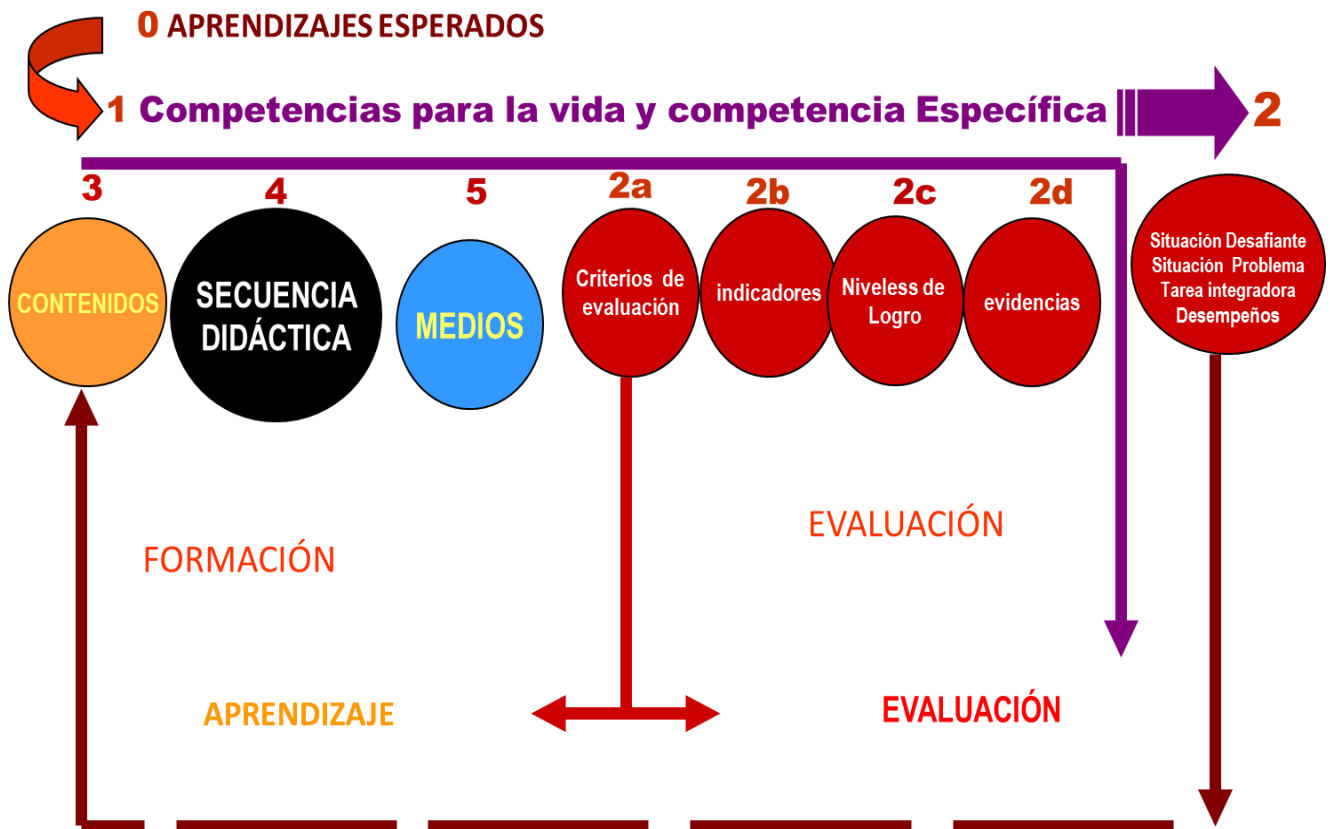 0 APRENDIZAJES ESPERADOS
1 Competencias para la vida y competencia Específica
2
3
4
5
2a
2b
2c
2d
CONTENIDOS
SECUENCIA
DIDÁCTICA
MEDIOS
Criterios de
evaluación
indicadores
Niveless de
Logro
evidencias
Situación Desafiante
Situación Problema
Tarea integradora
Desempeños
FORMACIÓN
EVALUACIÓN
APRENDIZAJE
EVALUACIÓN